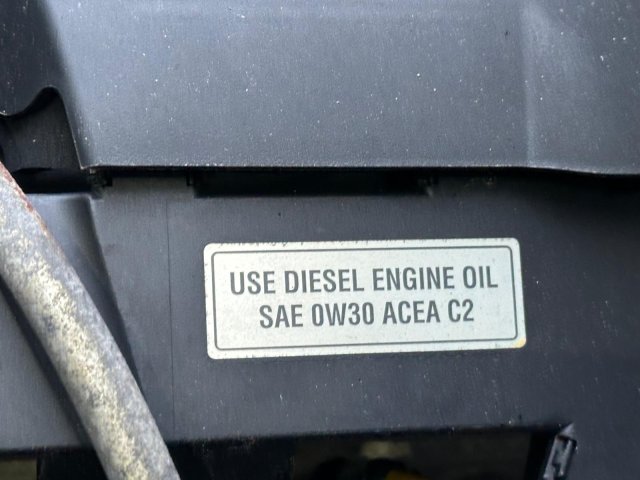 USE DIESEL ENGINE OIL
SAE 0W30 ACEA C2